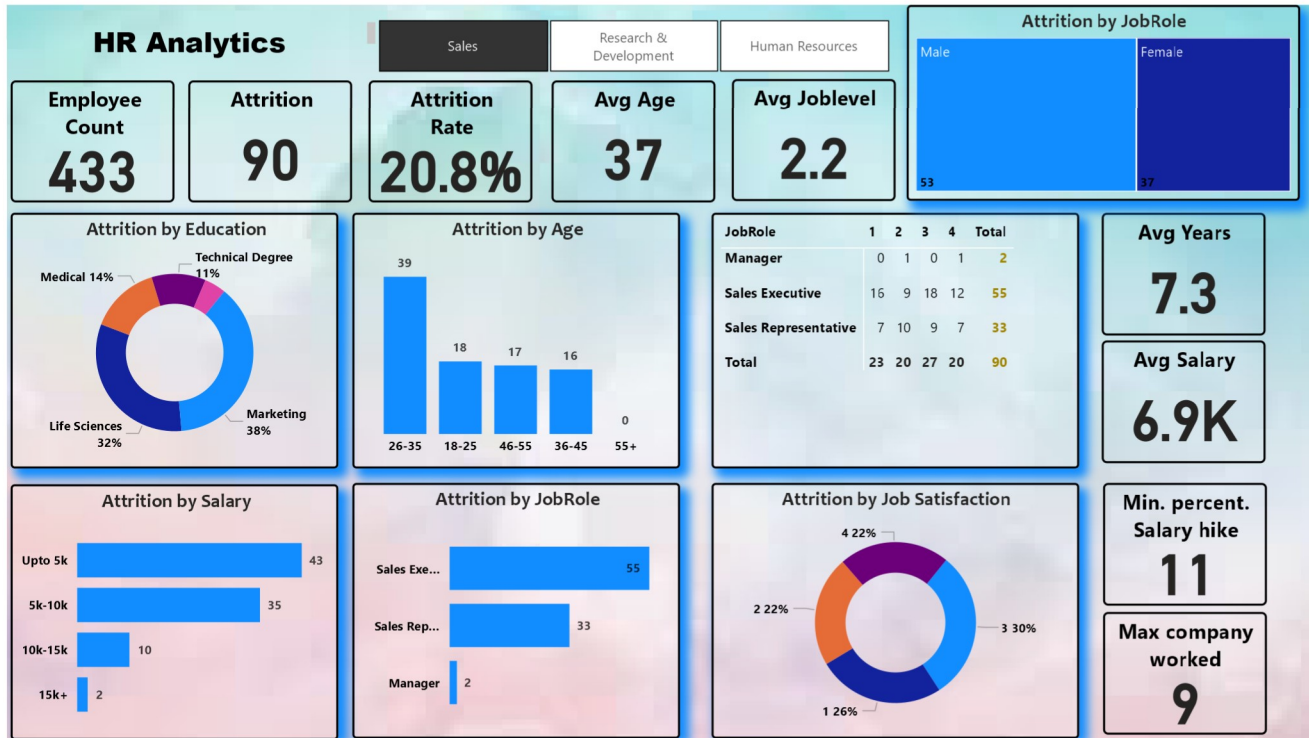 HR Analytics
Sales
Research &
Development
Human Resources
Attrition by JobRole
Male
Female
53
37
Employee
Count
433
Attrition
90
Attrition
Rate
20.8%
Avg Age
37
Avg Joblevel
2.2
Attrition by Education
Technical Degree
11%
Medical 14%
Life Sciences
32%
Marketing
38%
Attrition by Age
39
18
17
16
0
26-35 18-25 46-55 36-45 55+
JobRole 1 2 3 4 Total
Manager 0 1 0 1 2
Sales Executive 16 9 18 12 55
Sales Representative 7 10 9 7 33
Total 23 20 27 20 90
Avg Years
7.3
Avg Salary
6.9K
Attrition by Salary
Upto 5k 43
5k-10k 35
10k-15k 10
15k+ 2
Attrition by JobRole
Sales Exe... 55
Sales Rep... 33
Manager 2
Attrition by Job Satisfaction
4 22%
2 22%
3 30%
1 26%
Min. percent.
Salary hike
11
Max company
worked
9